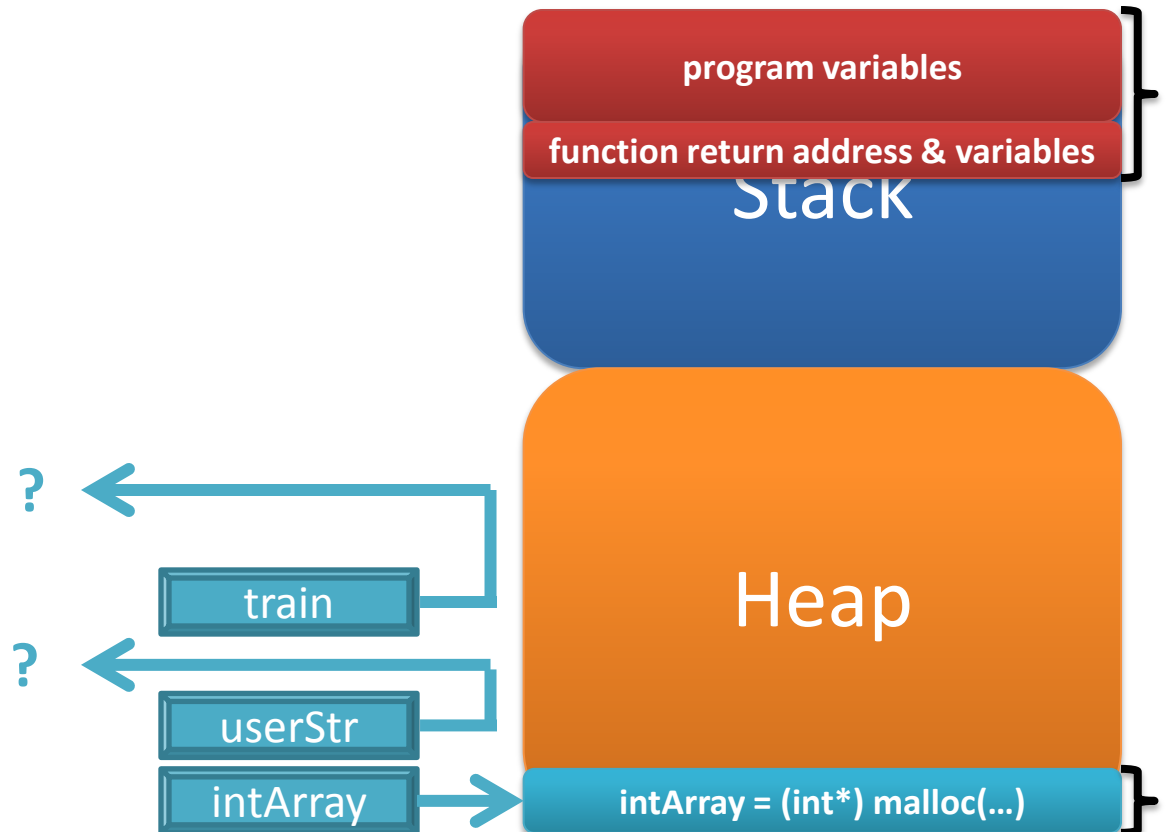 program variables
function return address & variables
Stack
?
train
Heap
?
userStr
intArray
intArray = (int*) malloc(…)